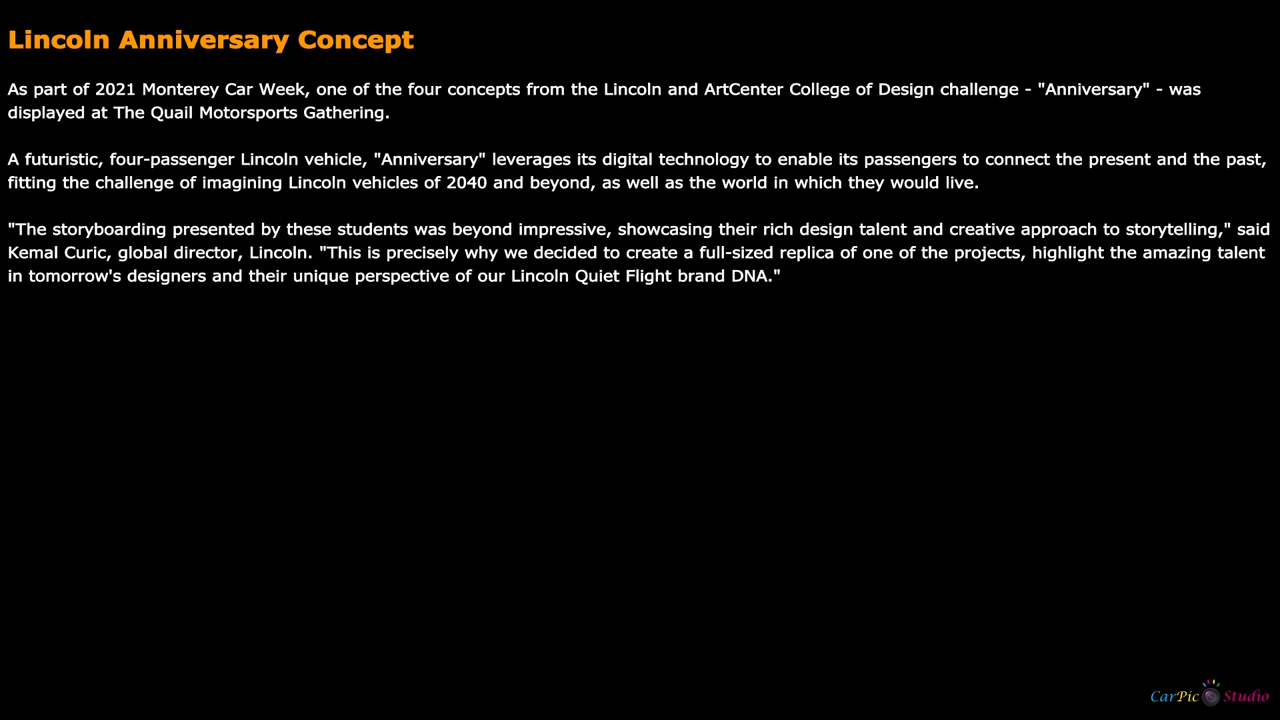 Lincoln Anniversary Concept
As part of 2021 Monterey Car Week, one of the four concepts from the Lincoln and ArtCenter College of Design challenge - "Anniversary" - was
displayed at The Quail Motorsports Gathering.
A futuristic, four-passenger Lincoln vehicle, "Anniversary" leverages its digital technology to enable its passengers to connect the present and the past,
fitting the challenge of imagining Lincoln vehicles of 2040 and beyond, as well as the world in which they would live.
"The storyboarding presented by these students was beyond impressive, showcasing their rich design talent and creative approach to storytelling," said
Kemal Curic, global director, Lincoln. "This is precisely why we decided to create a full-sized replica of one of the projects, highlight the amazing talent
in tomorrow's designers and their unique perspective of our Lincoln Quiet Flight brand DNA."
CarPic Studio